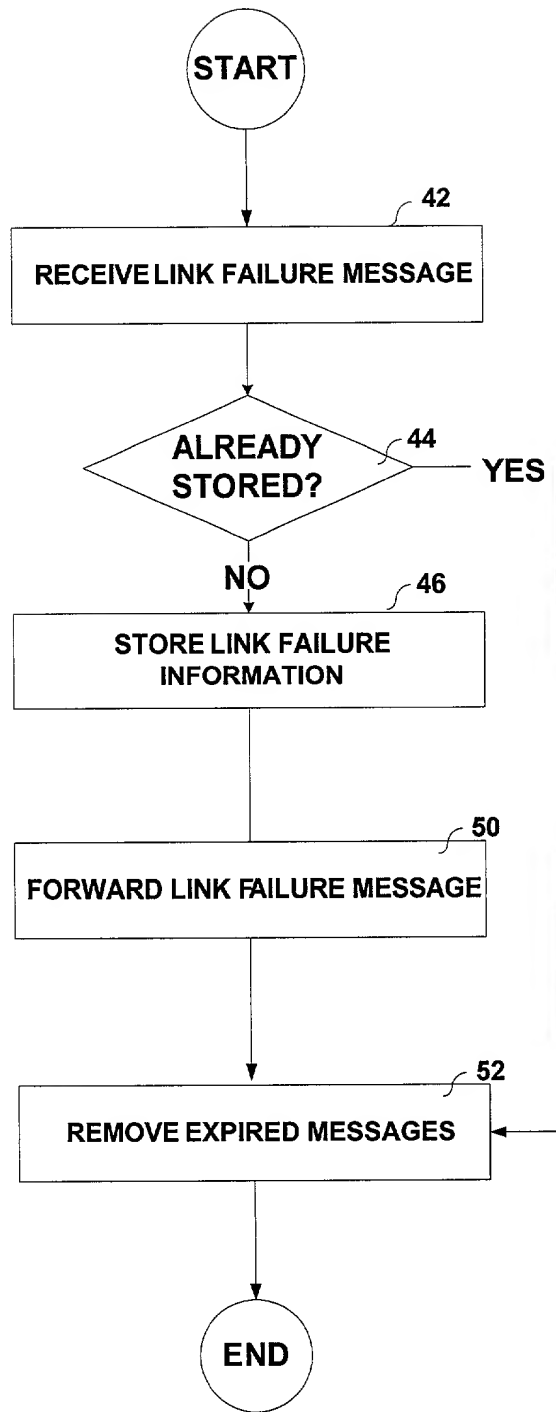 START
42
RECEIVE LINK FAILURE MESSAGE
ALREADY
STORED?
44
YES
NO
46
STORE LINK FAILURE
INFORMATION
50
FORWARD LINK FAILURE MESSAGE
52
REMOVE EXPIRED MESSAGES
END